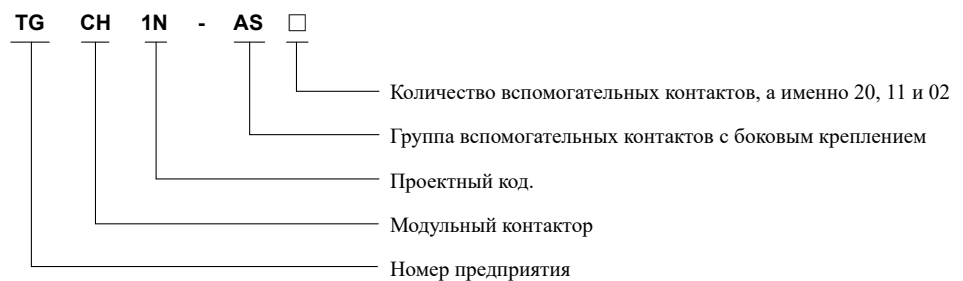 TG CH 1N - AS □
Количество вспомогательных контактов, а именно 20, 11 и 02
Группа вспомогательных контактов с боковым креплением
Проектный код.
Модульный контактор
Номер предприятия